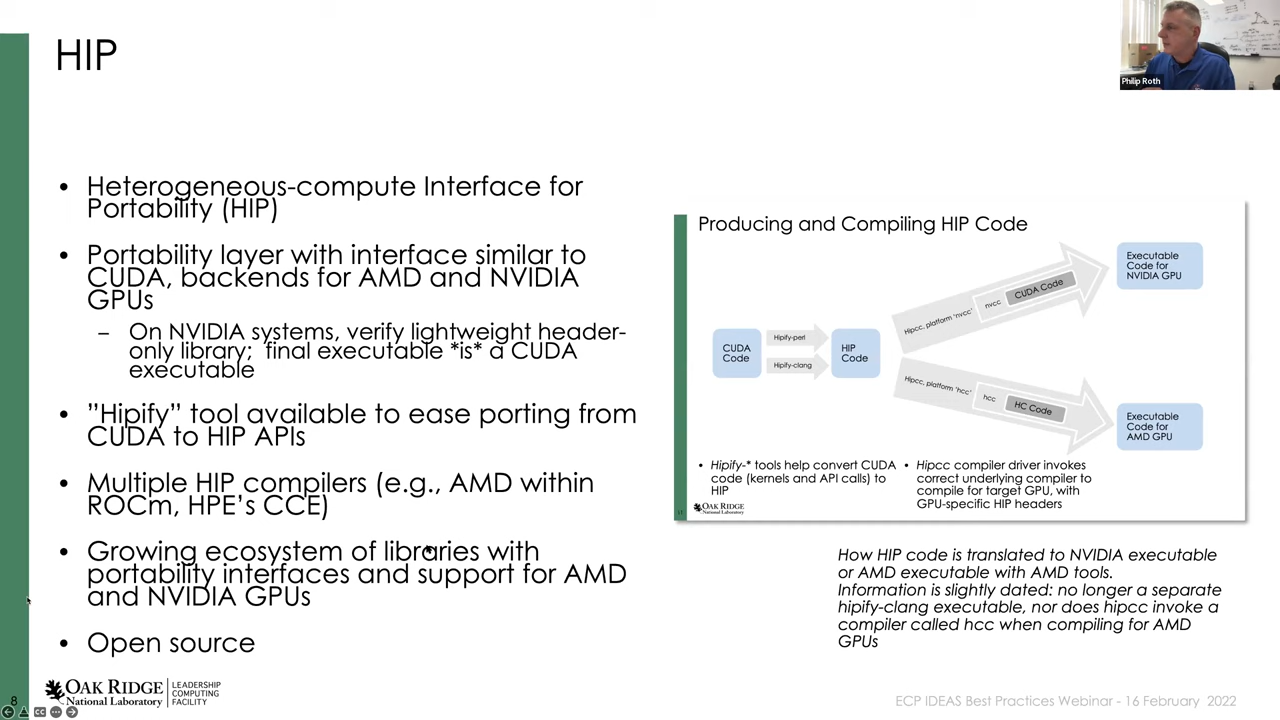 HIP
Philip Roth
• Heterogeneous-compute Interface for
Portability (HIP)
• Portability layer with interface similar to
CUDA, backends for AMD and NVIDIA
GPUs
– On NVIDIA systems, verify lightweight header-
only library; final executable *is* a CUDA
executable
• ”Hipify” tool available to ease porting from
CUDA to HIP APIs
• Multiple HIP compilers (e.g., AMD within
ROCm, HPE’s CCE)
• Growing ecosystem of libraries with
portability interfaces and support for AMD
and NVIDIA GPUs
• Open source
Producing and Compiling HIP Code
CUDA
Code
Hipify-perl
Hipify-clang
HIP
Code
Hipcc, platform ‘nvcc’
nvcc
CUDA Code
Executable
Code for
NVIDIA GPU
Hipcc, platform ‘hcc’
hcc
HC Code
Executable
Code for
AMD GPU
• Hipify-* tools help convert CUDA
code (kernels and API calls) to
HIP
• Hipcc compiler driver invokes
correct underlying compiler to
compile for target GPU, with
GPU-specific HIP headers
OAK RIDGE
National Laboratory
How HIP code is translated to NVIDIA executable
or AMD executable with AMD tools.
Information is slightly dated: no longer a separate
hipify-clang executable, nor does hipcc invoke a
compiler called hcc when compiling for AMD
GPUs
8
OAK RIDGE
National Laboratory
LEADERSHIP
COMPUTING
FACILITY
ECP IDEAS Best Practices Webinar - 16 February 2022